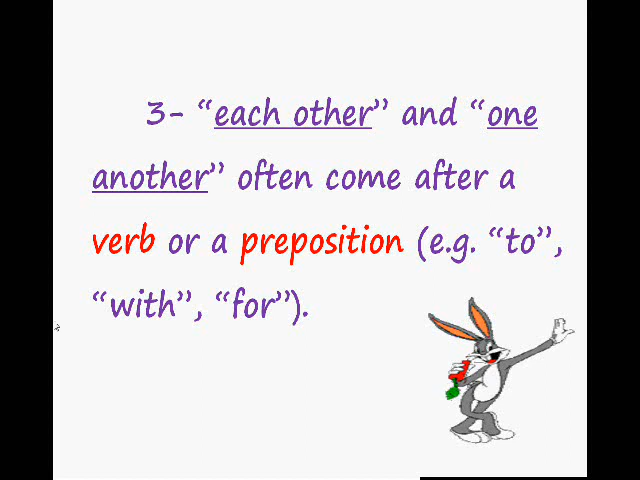 3- “each other” and “one
another” often come after a
verb or a preposition (e.g. “to”,
“with”, “for”).